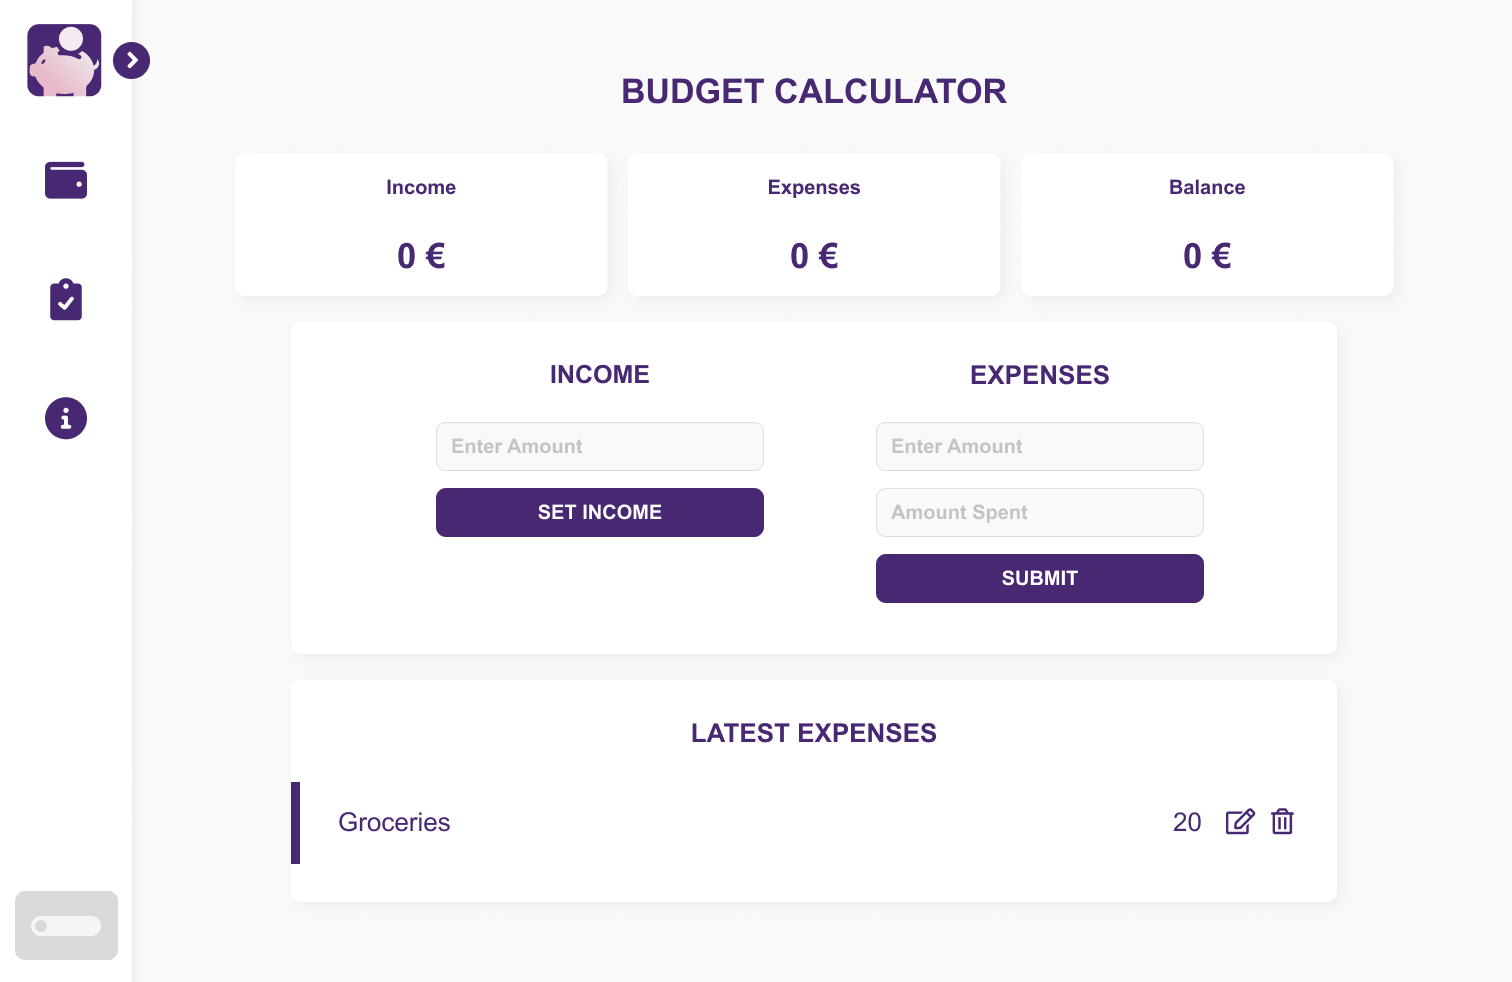 BUDGET CALCULATOR
Income
0 €
Expenses
0 €
Balance
0 €
INCOME
Enter Amount
SET INCOME
EXPENSES
Enter Amount
Amount Spent
SUBMIT
LATEST EXPENSES
Groceries 20